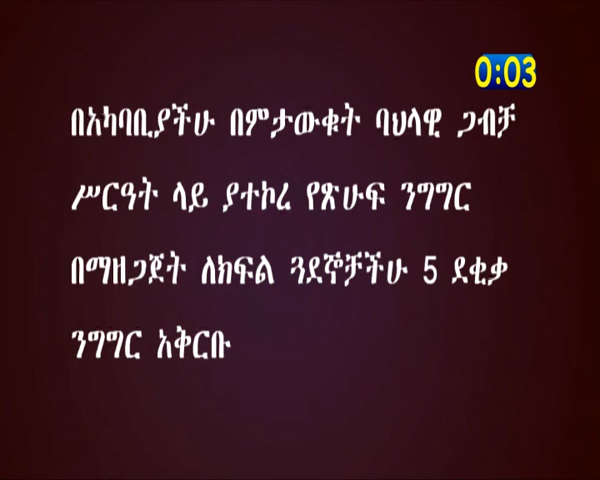 0:03
በአካባቢያችሁ በምታውቁት ባህላዊ ጋብቻ
ሥርዓት ላይ ያተኮረ የጽሁፍ ንግግር
በማዘጋጀት ለክፍል ጓደኞቻችሁ 5 ደቂቃ
ንግግር አቅርቡ